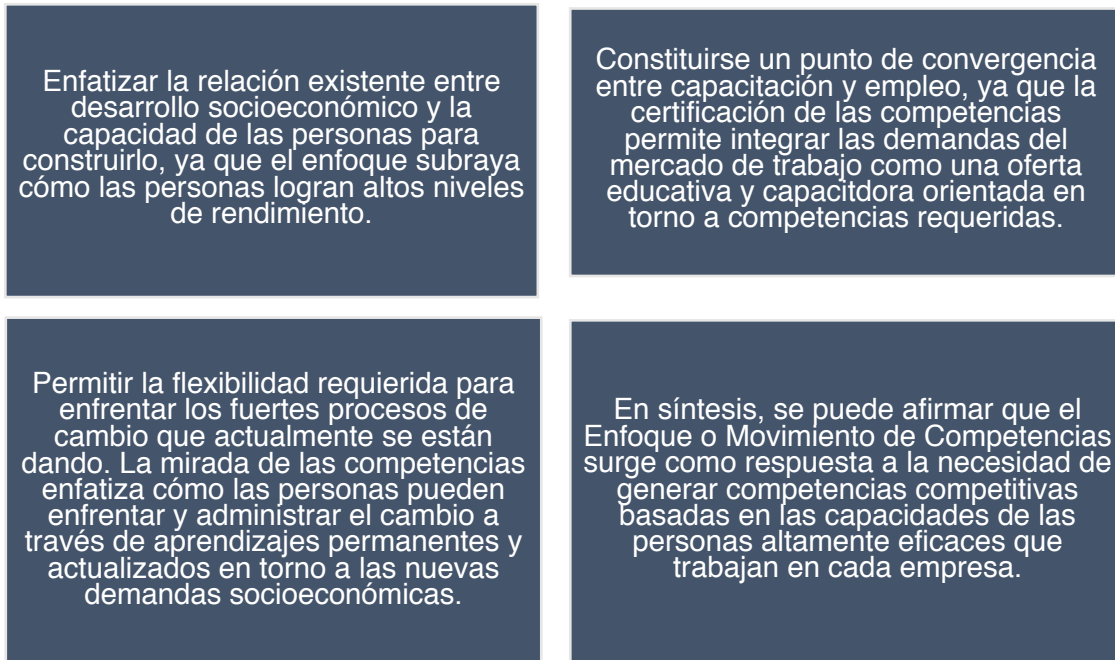 Enfatizar la relación existente entre
desarrollo socioeconómico y la
capacidad de las personas para
construirlo, ya que el enfoque subraya
cómo las personas logran altos niveles
de rendimiento.
Constituirse un punto de convergencia
entre capacitación y empleo, ya que la
certificación de las competencias
permite integrar las demandas del
mercado de trabajo como una oferta
educativa y capacitdora orientada en
torno a competencias requeridas.
Permitir la flexibilidad requierida para
enfrentar los fuertes procesos de
cambio que actualmente se están
dando. La mirada de las competencias
enfatiza cómo las personas pueden
enfrentar y administrar el cambio a
través de aprendizajes permanentes y
actualizados en torno a las nuevas
demandas socioeconómicas.
En síntesis, se puede afirmar que el
Enfoque o Movimiento de Competencias
surge como respuesta a la necesidad de
generar competencias competitivas
basadas en las capacidades de las
personas altamente eficaces que
trabajan en cada empresa.